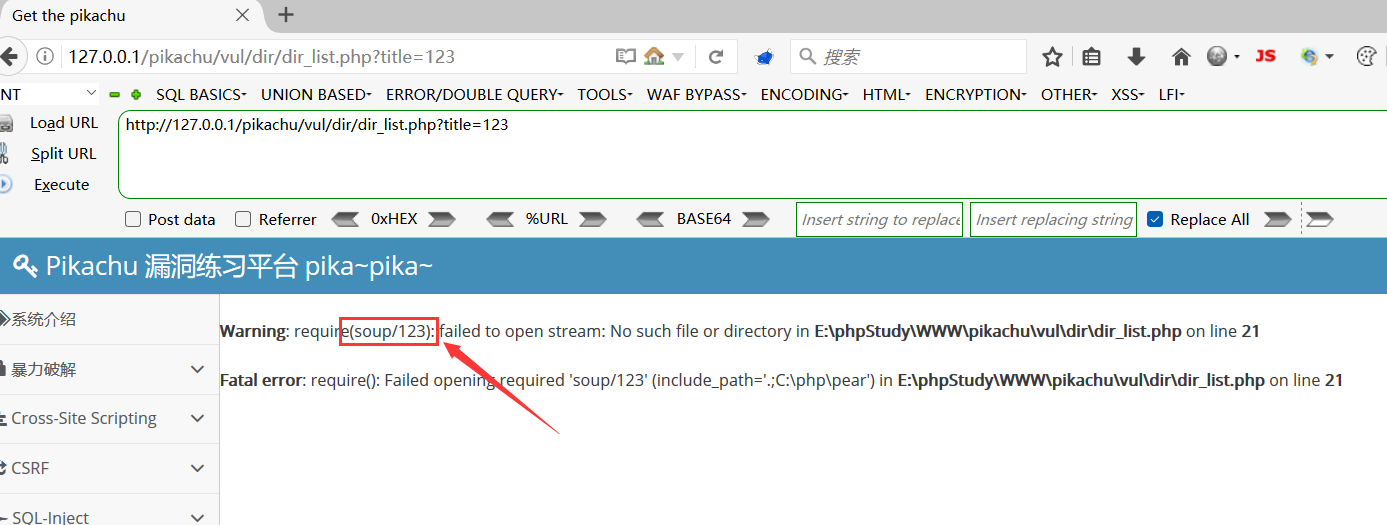 Get the pikachu
127.0.0.1/pikachu/vul/dir/dir_list.php?title=123
搜索
JS
NT
SQL BASICS
UNION BASED
ERROR/DOUBLE QUERY
TOOLS
WAF BYPASS
ENCODING
HTML
ENCRYPTION
OTHER
XSS
LFI
Load URL
http://127.0.0.1/pikachu/vul/dir/dir_list.php?title=123
Split URL
Execute
Post data
Referrer
0xHEX
%URL
BASE64
Insert string to replace
Insert replacing string
Replace All
Pikachu 漏洞练习平台 pika~pika~
系统介绍
Warning: require(soup/123): failed to open stream: No such file or directory in E:\phpStudy\WWW\pikachu\vul\dir\dir_list.php on line 21
暴力破解
Fatal error: require(): Failed opening required 'soup/123' (include_path='.;C:\php\pear') in E:\phpStudy\WWW\pikachu\vul\dir\dir_list.php on line 21
Cross-Site Scripting
CSRF
SQL-Inject